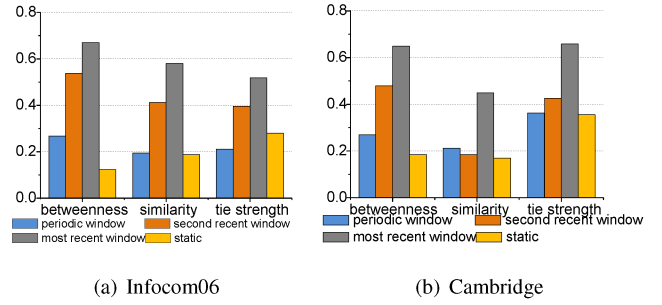 0.8
0.6
0.4
0.2
0.0
betweenness similarity tie strength
periodic window second recent window
most recent window static
(a) Infocom06
0.8
0.6
0.4
0.2
0.0
betweenness similarity tie strength
periodic window second recent window
most recent window static
(b) Cambridge